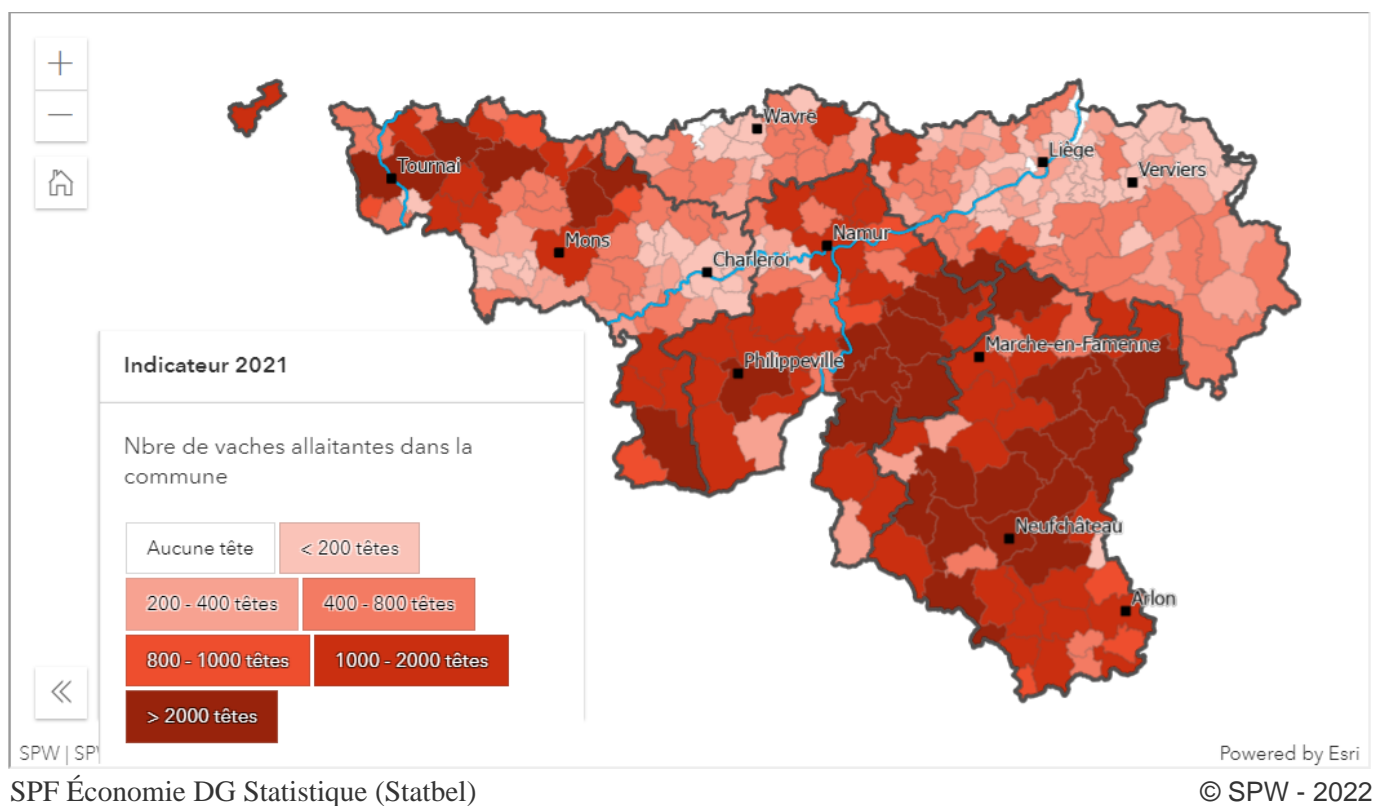 +
Wavre
−
Liège
Tournai
Verviers
Namur
Mons
Charleroi
Marche-en-Famenne
Philippeville
Indicateur 2021
Nbre de vaches allaitantes dans la
commune
Neufchâteau
Aucune tête
< 200 têtes
200 - 400 têtes
400 - 800 têtes
Arlon
800 - 1000 têtes
1000 - 2000 têtes
> 2000 têtes
SPW | SP
Powered by Esri
SPF Économie DG Statistique (Statbel)
© SPW - 2022